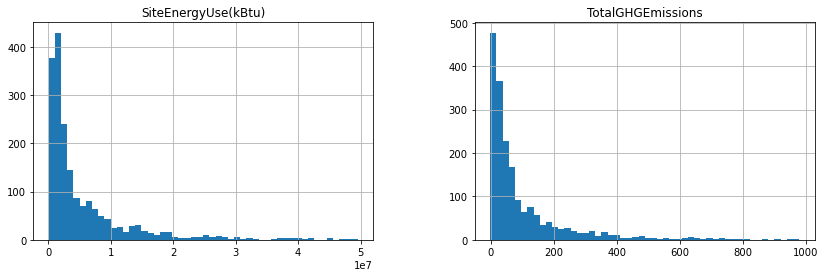 SiteEnergyUse(kBtu)
400
300
200
100
0
0 1 2 3 4 5
1e7
TotalGHGEmissions
500
400
300
200
100
0
0 200 400 600 800 1000